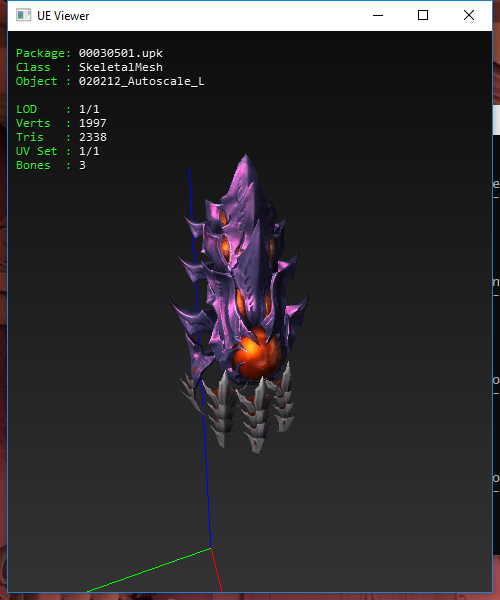 UE Viewer
Package: 00030501.upk
Class : SkeletalMesh
Object : 020212_Autoscale_L
LOD : 1/1
Verts : 1997
Tris : 2338
UV Set : 1/1
Bones : 3